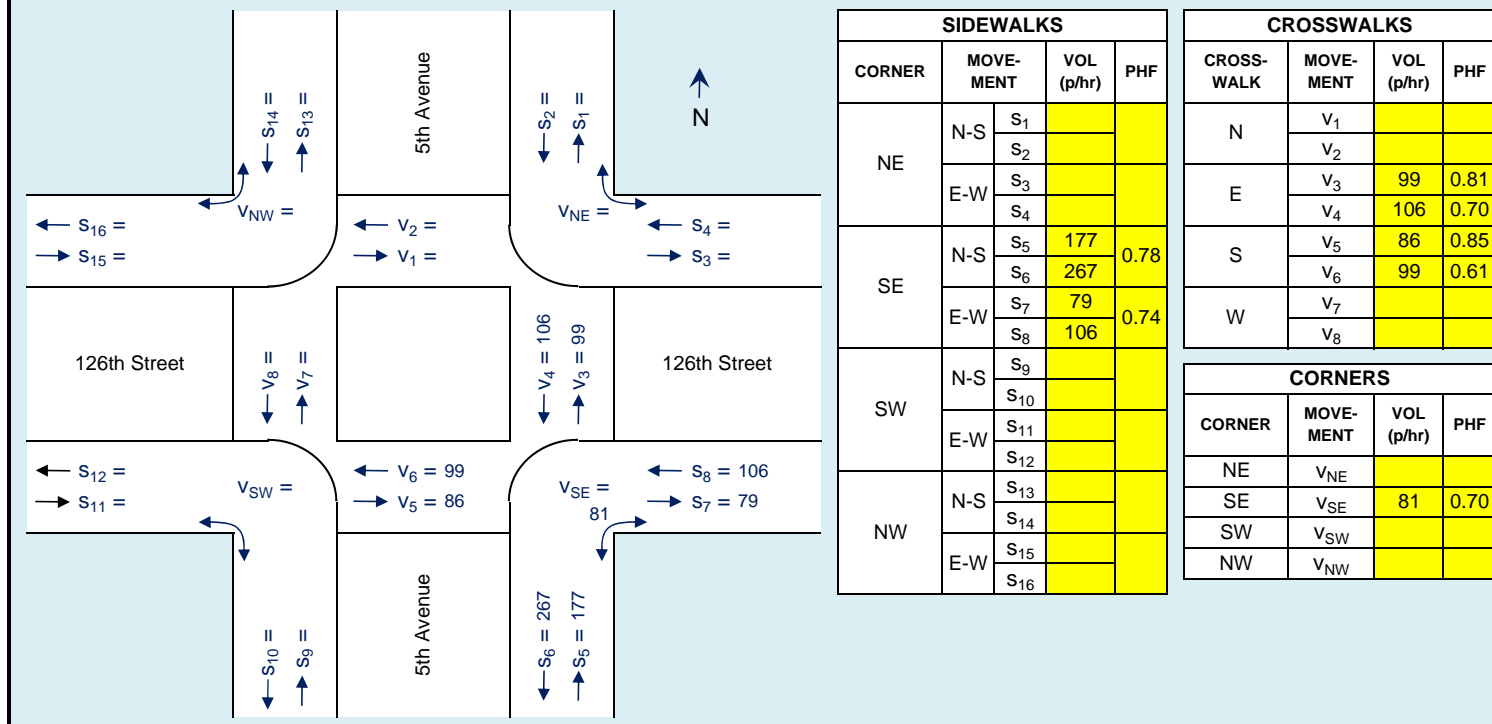 5th Avenue
N
s14 =
s13 =
s2 =
s1 =
vNW =
vNE =
s16 =
s15 =
v2 =
v1 =
s4 =
s3 =
126th Street
v8 =
v7 =
v4 = 106
v3 = 99
126th Street
s12 =
s11 =
vSW =
v6 = 99
v5 = 86
vSE =
81
s8 = 106
s7 = 79
s10 =
s9 =
5th Avenue
s6 = 267
s5 = 177
SIDEWALKS
CORNER MOVE-MENT VOL (p/hr) PHF
NE N-S s1
s2
E-W s3
s4
SE N-S s5 177 0.78
s6 267
E-W s7 79 0.74
s8 106
SW N-S s9
s10
E-W s11
s12
NW N-S s13
s14
E-W s15
s16
CROSSWALKS
CROSS-WALK MOVE-MENT VOL (p/hr) PHF
N v1
v2
E v3 99 0.81
v4 106 0.70
S v5 86 0.85
v6 99 0.61
W v7
v8
CORNERS
CORNER MOVE-MENT VOL (p/hr) PHF
NE vNE
SE vSE 81 0.70
SW vSW
NW vNW